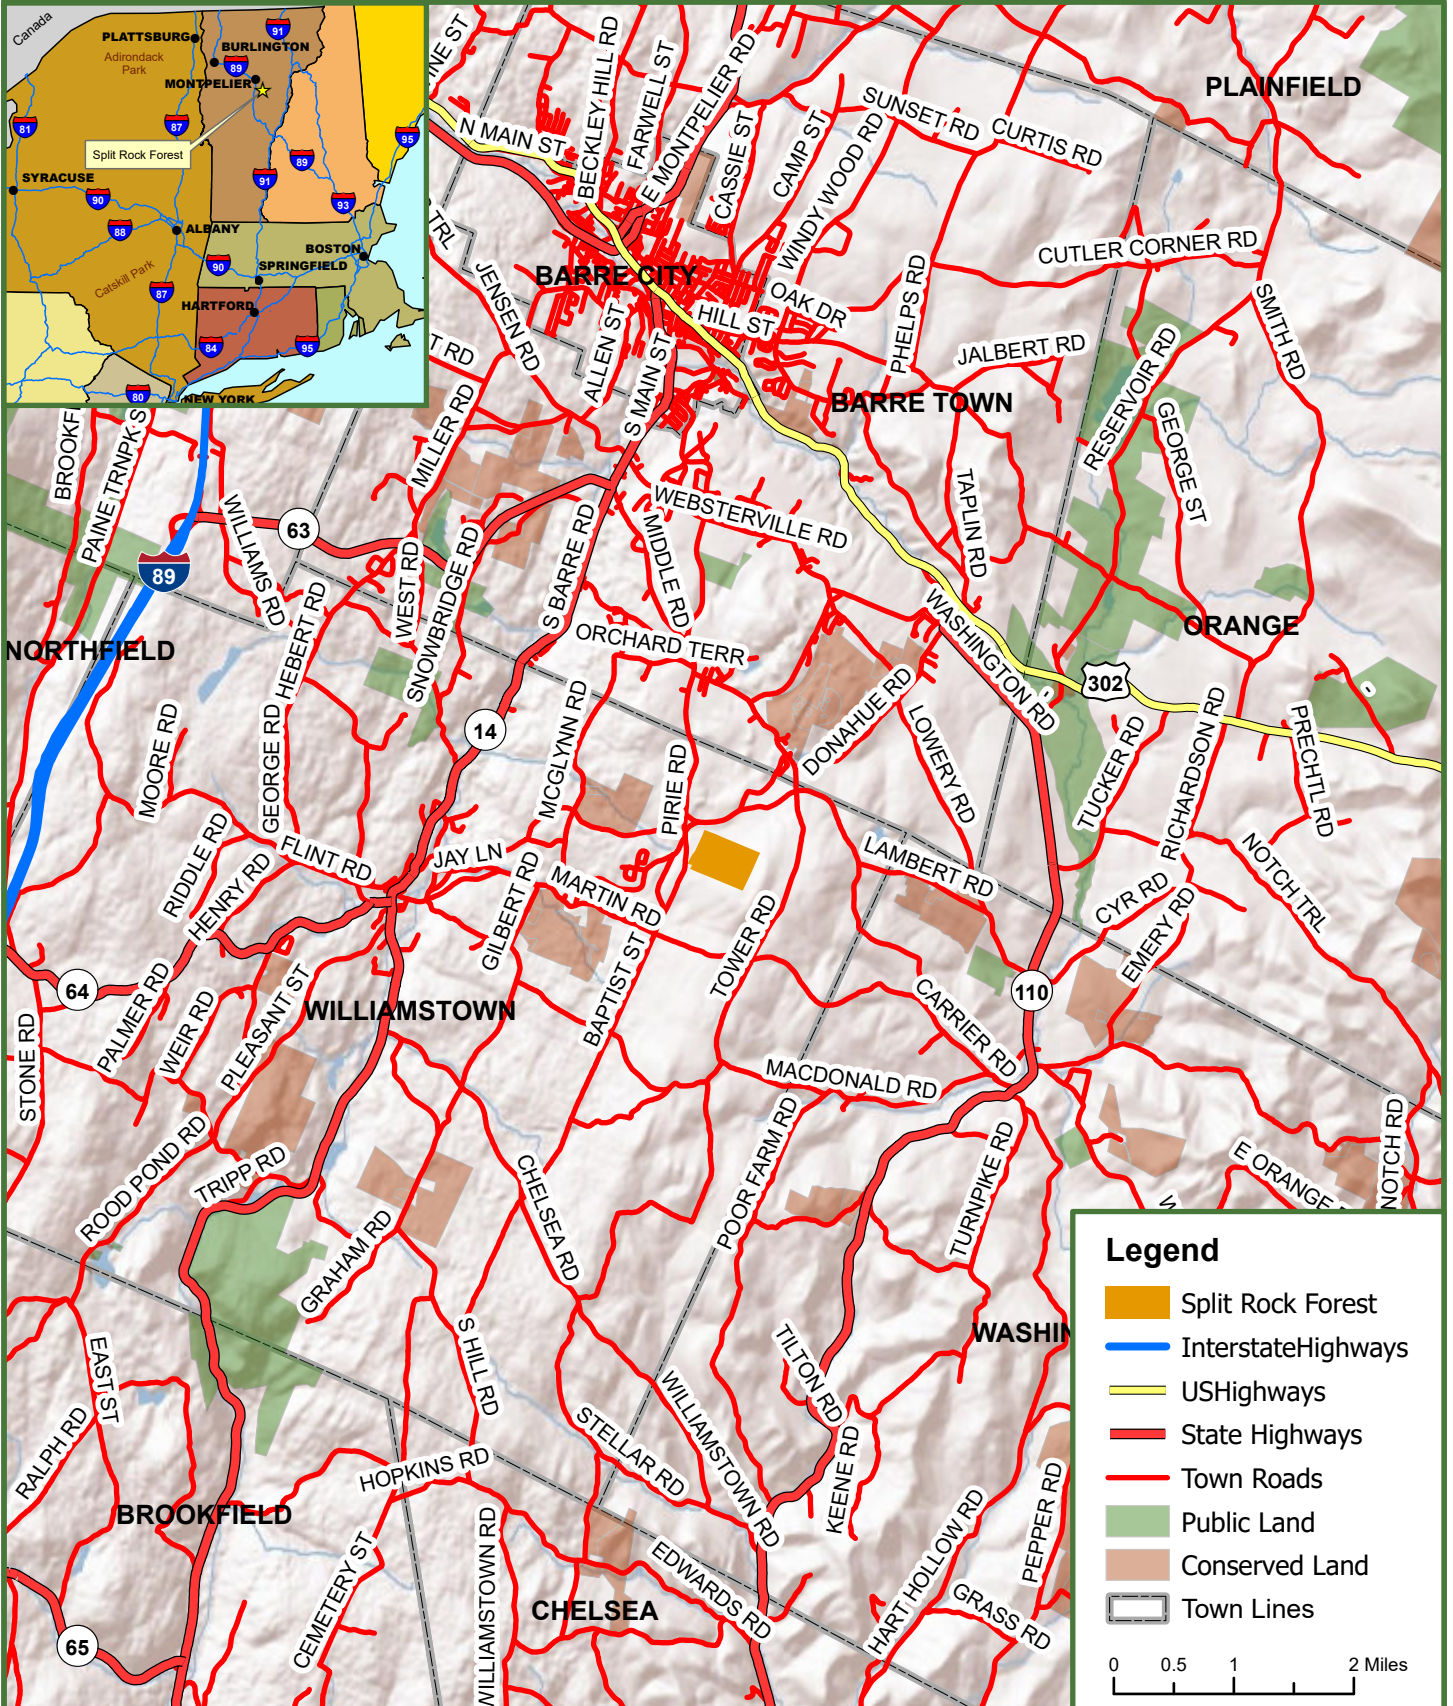 Canada
PLATTSBURG
BURLINGTON
Adirondack
Park
MONTPELIER
91
89
81
87
95
Split Rock Forest
SYRACUSE
90
91
89
93
88
ALBANY
BOSTON
90
SPRINGFIELD
Catskill Park
87
HARTFORD
84
95
80
NEW YORK
INE ST
BECKLEY HILL RD
FARWELL ST
E MONTPELIER RD
N MAIN ST
CASSIE ST
CAMP ST
WINDY WOOD RD
SUNSET RD
CURTIS RD
PLAINFIELD
TRL
JENSEN RD
BARRE CITY
OAK DR
HILL ST
PHELPS RD
CUTLER CORNER RD
SMITH RD
T RD
ALLEN ST
S MAIN ST
JALBERT RD
RESERVOIR RD
BARRE TOWN
GEORGE ST
MILLER RD
BROOKF
PAINE TRNPK S
WILLIAMS RD
63
89
WEBSTERVILLE RD
MIDDLE RD
TAPLIN RD
WEST RD
SNOWBRIDGE RD
S BARRE RD
HEBERT RD
GEORGE RD
NORTHFIELD
ORCHARD TERR
WASHINGTON RD
ORANGE
302
14
MOORE RD
MCGLYNN RD
PIRIE RD
DONAHUE RD
LOWERY RD
TUCKER RD
RICHARDSON RD
PRECHTL RD
RIDDLE RD
HENRY RD
FLINT RD
JAY LN
GILBERT RD
MARTIN RD
LAMBERT RD
CYR RD
EMERY RD
NOTCH TRL
TOWER RD
BAPTIST ST
64
PALMER RD
WEIR RD
PLEASANT ST
WILLIAMSTOWN
CARRIER RD
110
STONE RD
MACDONALD RD
POOR FARM RD
ROOD POND RD
TRIPP RD
CHELSEA RD
TURNPIKE RD
E ORANGE
NOTCH RD
GRAHAM RD
S HILL RD
EAST ST
RALPH RD
TILTON RD
WASHIN
WILLIAMSTOWN RD
STELLAR RD
KEENE RD
HOPKINS RD
BROOKFIELD
CEMETERY ST
WILLIAMSTOWN RD
EDWARDS RD
CHELSEA
HART HOLLOW RD
PEPPER RD
GRASS RD
65
Legend
Split Rock Forest
InterstateHighways
USHighways
State Highways
Town Roads
Public Land
Conserved Land
Town Lines
0 0.5 1 2 Miles